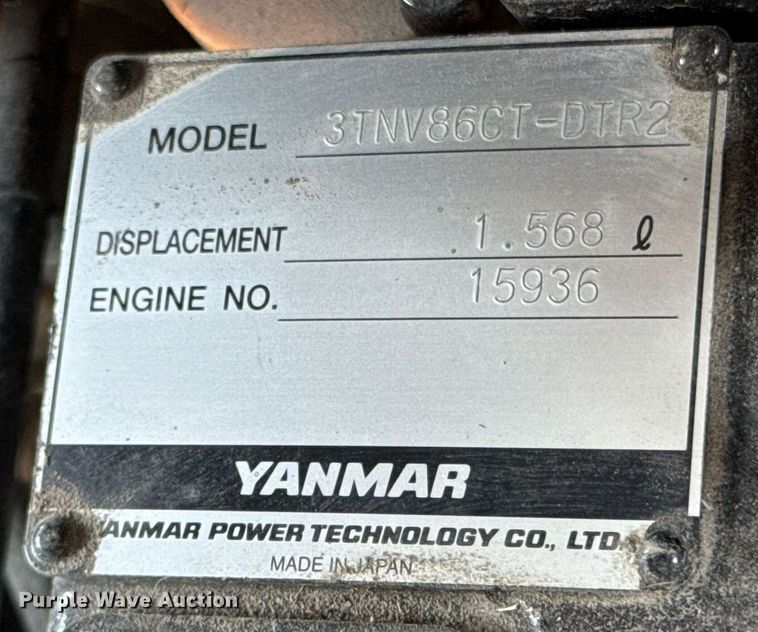 MODEL 3TNV86CT-DTR2
DISPLACEMENT 1.568 ℓ
ENGINE NO. 15936
YANMAR
YANMAR POWER TECHNOLOGY CO., LTD.
MADE IN JAPAN
Purple Wave Auction